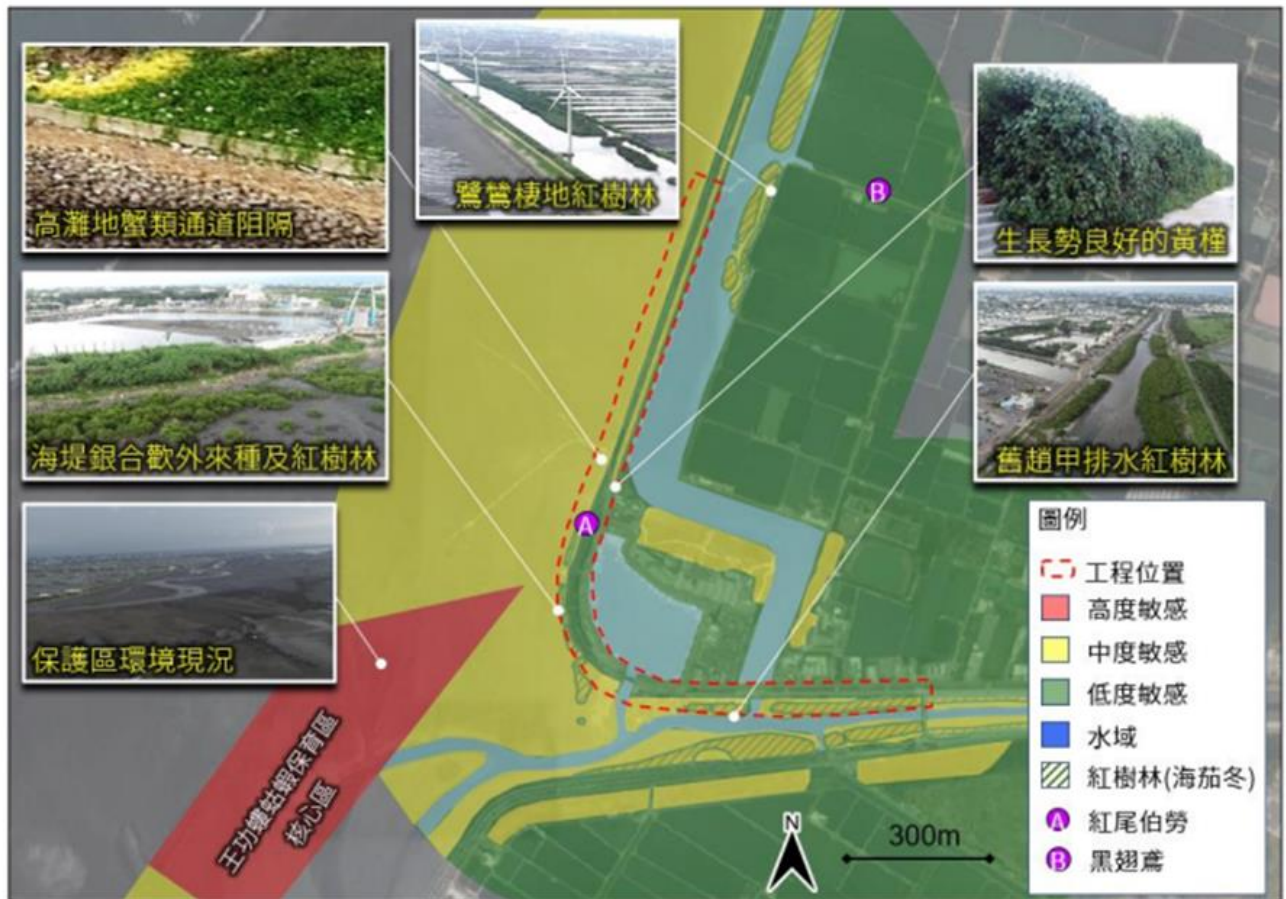 高灘地蟹類通道阻隔
鷺鶯棲地紅樹林
生長勢良好的黃槿
海堤銀合歡外來種及紅樹林
舊趙甲排水紅樹林
保護區環境現況
王功螻蛄蝦保育區
核心區
A
B
N
300m
圖例
工程位置
高度敏感
中度敏感
低度敏感
水域
紅樹林(海茄冬)
A 紅尾伯勞
B 黑翅鳶